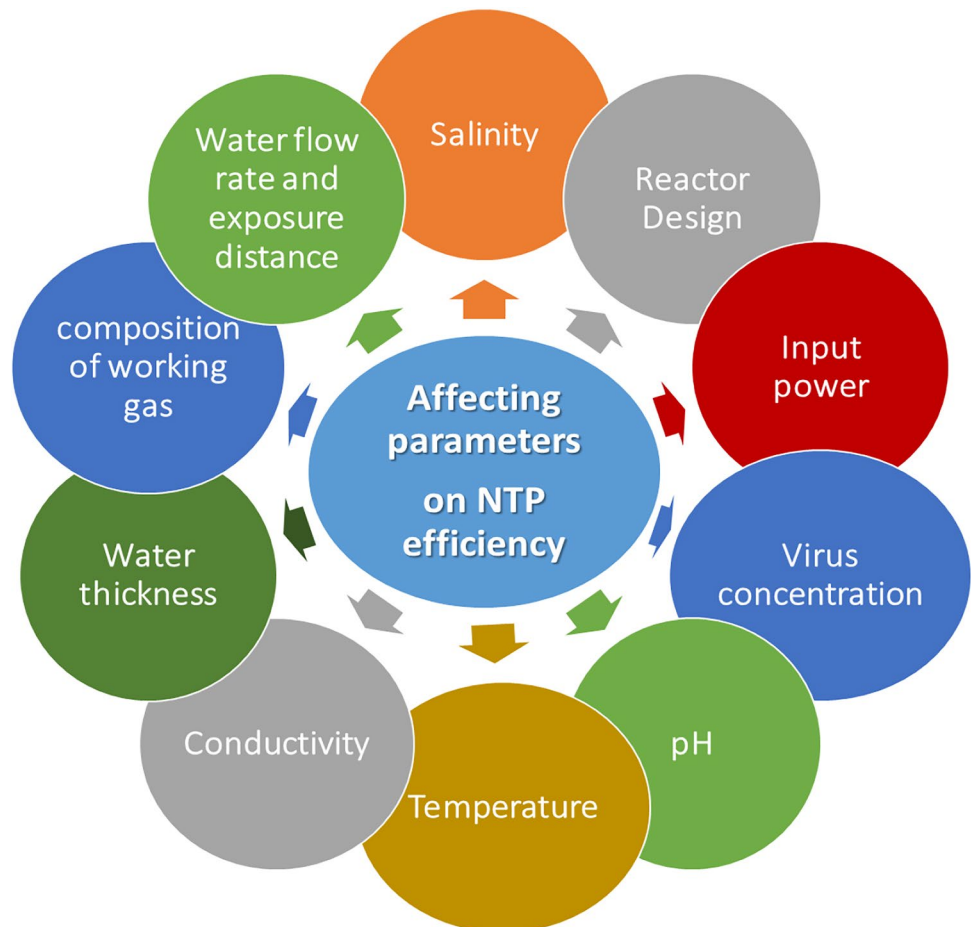 Salinity
Reactor
Design
Input
power
Virus
concentration
pH
Temperature
Conductivity
Water
thickness
composition
of working
gas
Water flow
rate and
exposure
distance
Affecting
parameters
on NTP
efficiency